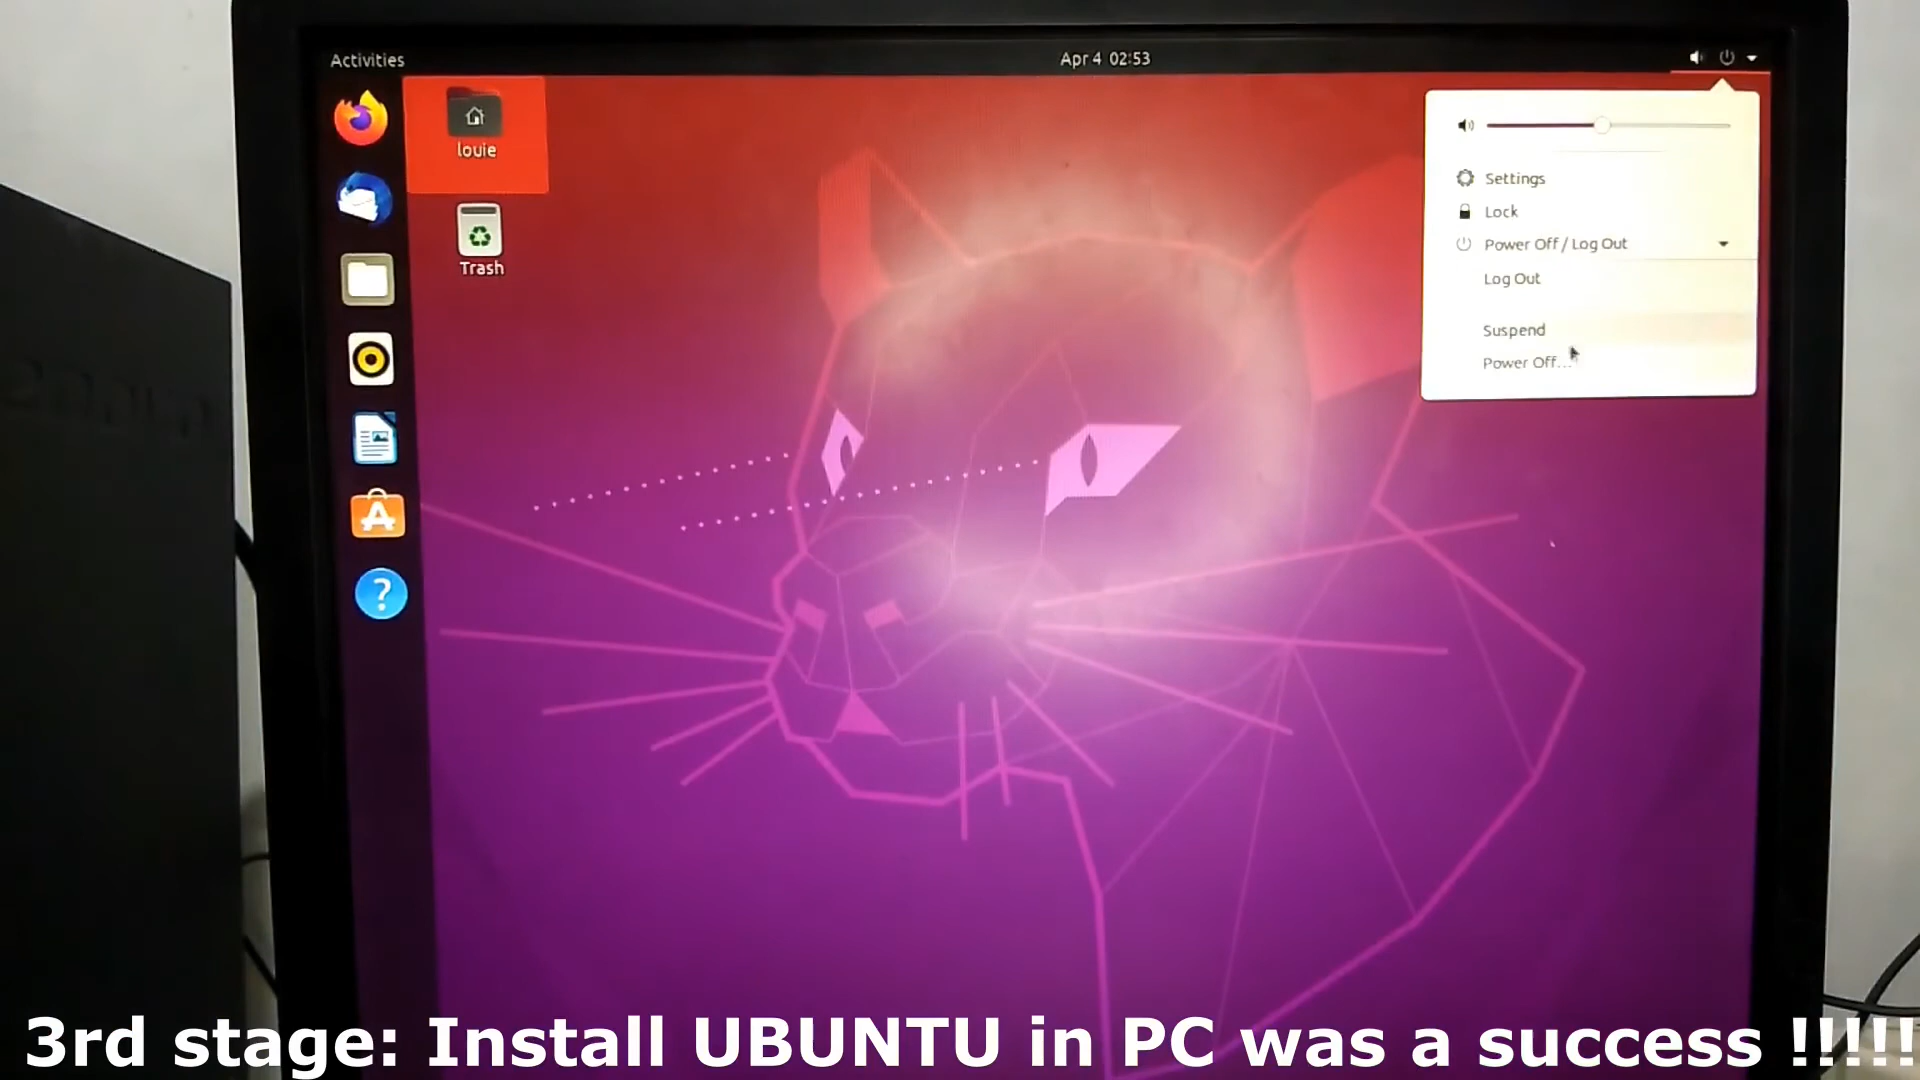 Activities
Apr 4 02:53
louie
Trash
Settings
Lock
Power Off / Log Out
Log Out
Suspend
Power Off...
3rd stage: Install UBUNTU in PC was a success !!!!!